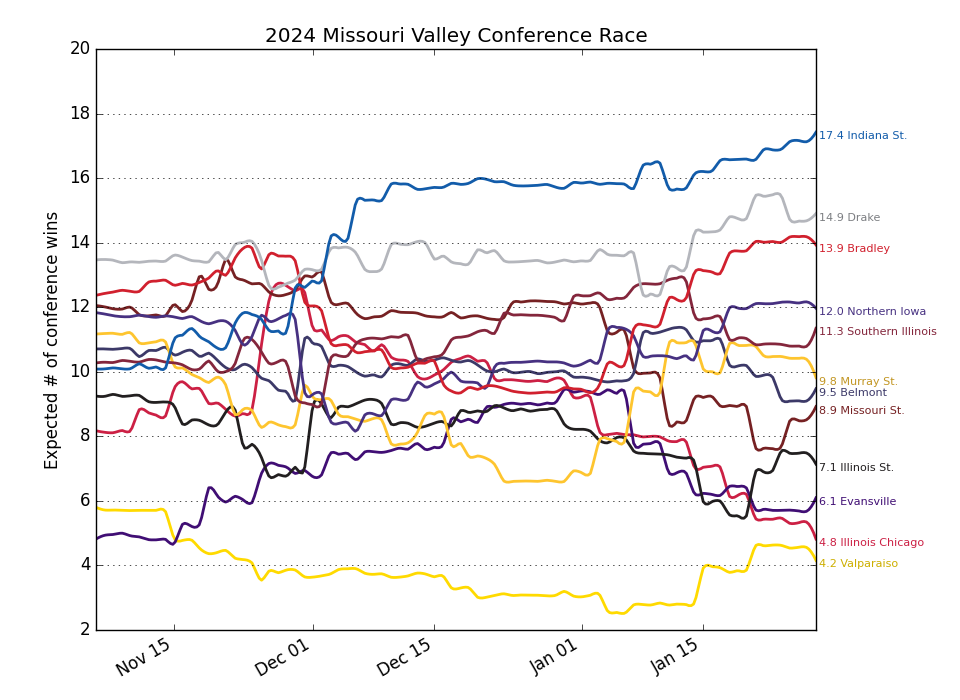 2024 Missouri Valley Conference Race
Expected # of conference wins
20
18
16
14
12
10
8
6
4
2
Nov 15
Dec 01
Dec 15
Jan 01
Jan 15
17.4 Indiana St.
14.9 Drake
13.9 Bradley
12.0 Northern Iowa
11.3 Southern Illinois
9.8 Murray St.
9.5 Belmont
8.9 Missouri St.
7.1 Illinois St.
6.1 Evansville
4.8 Illinois Chicago
4.2 Valparaiso